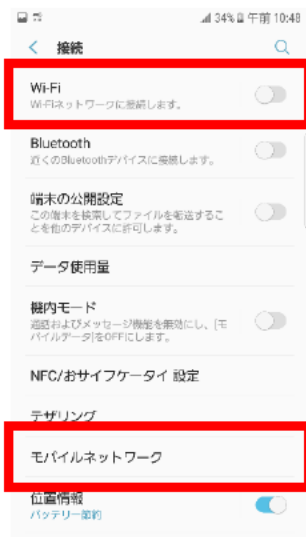 34% 午前 10:48
接続
Wi-Fi
Wi-Fiネットワークに接続します。
Bluetooth
近くのBluetoothデバイスに接続します。
端末の公開設定
この端末を検索してファイルを転送するこ
とを他のデバイスに許可します。
データ使用量
機内モード
通話およびメッセージ機能を無効にし、[モ
バイルデータ]をOFFにします。
NFC/おサイフケータイ 設定
テザリング
モバイルネットワーク
位置情報
バッテリー節約